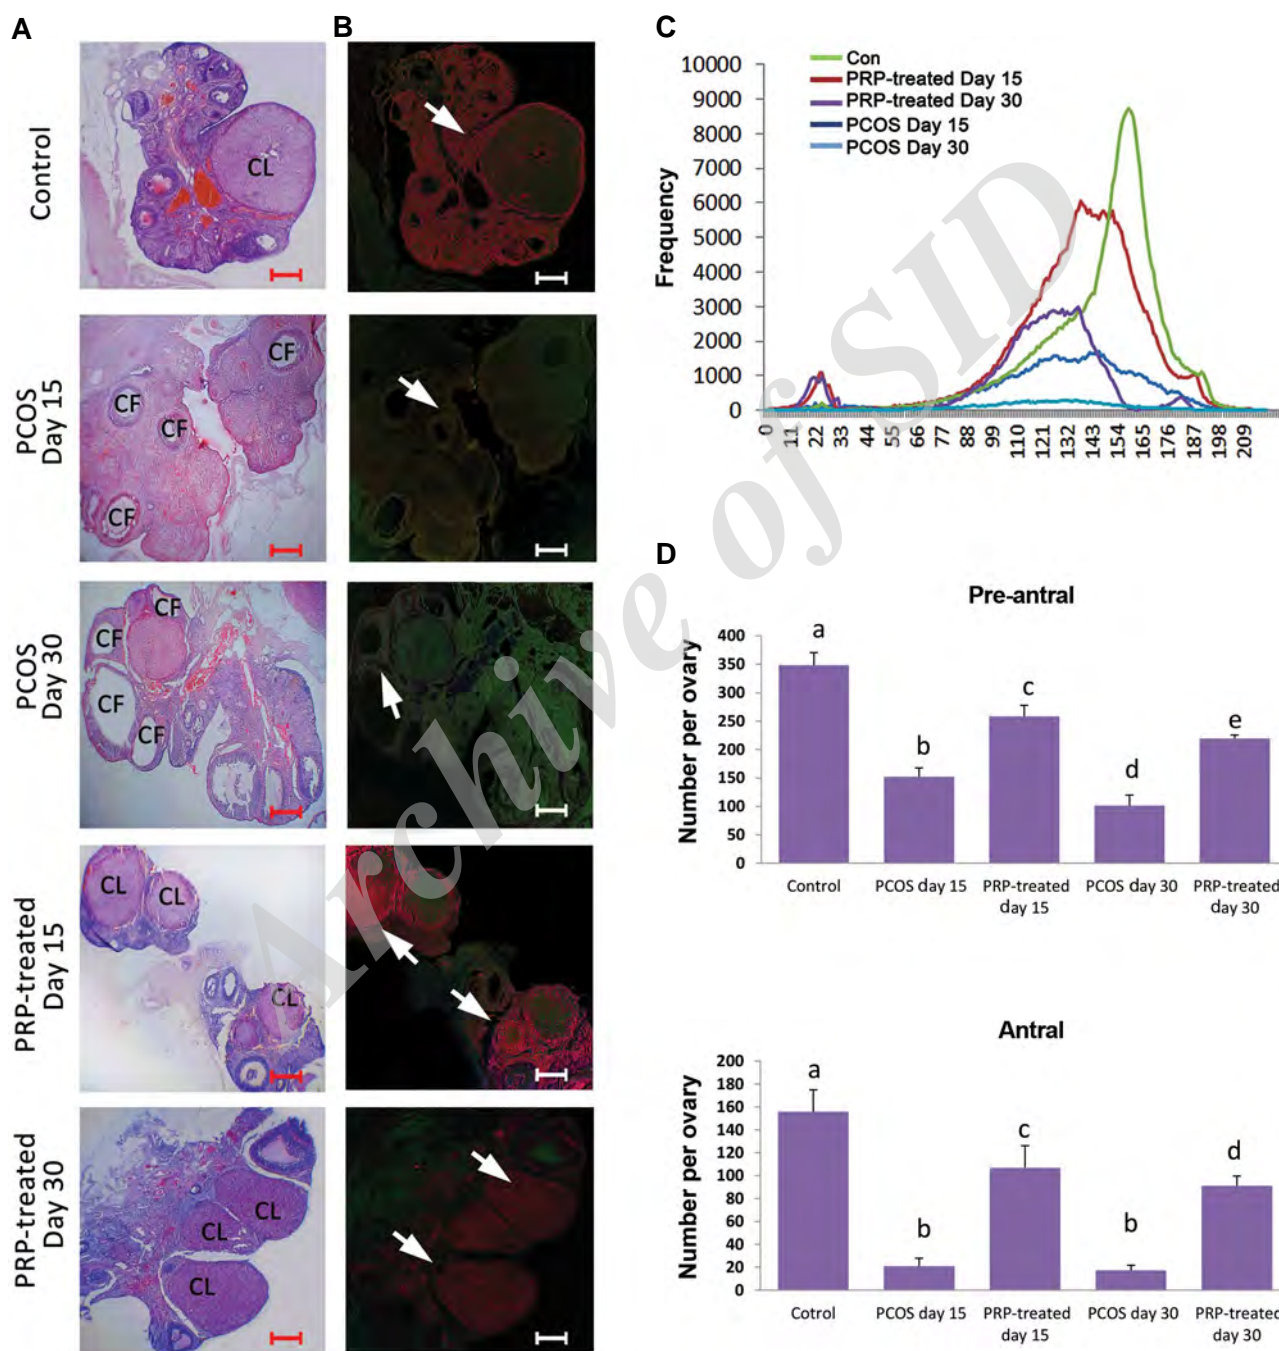 A
B
C
D
Control
CL
PCOS
Day 15
CF
CF
CF
CF
PCOS
Day 30
CF
CF
CF
CF
PRP-treated
Day 15
CL
CL
CL
PRP-treated
Day 30
CL
CL
CL
Con
PRP-treated Day 15
PRP-treated Day 30
PCOS Day 15
PCOS Day 30
Frequency
10000
9000
8000
7000
6000
5000
4000
3000
2000
1000
0
0 11 22 33 44 55 66 77 88 99 110 121 132 143 154 165 176 187 198 209
Pre-antral
Number per ovary
400
350
300
250
200
150
100
50
0
a
b
c
d
e
Control
PCOS day 15
PRP-treated
day 15
PCOS day 30
PRP-treated
day 30
Antral
Number per ovary
200
180
160
140
120
100
80
60
40
20
0
a
b
c
b
d
Cotrol
PCOS day 15
PRP-treated
day 15
PCOS day 30
PRP-treated
day 30
Archive of SID